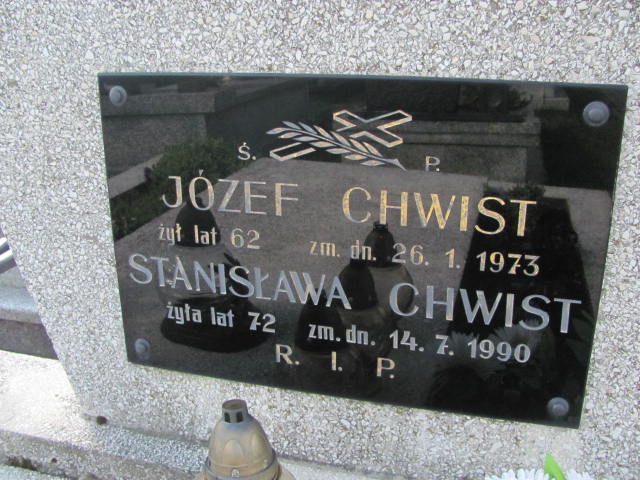 Ś. P.
JÓZEF CHWIST
żył lat 62 zm. dn. 26. 1. 1973
STANISŁAWA CHWIST
żyła lat 72 zm. dn. 14. 7. 1990
R. I. P.